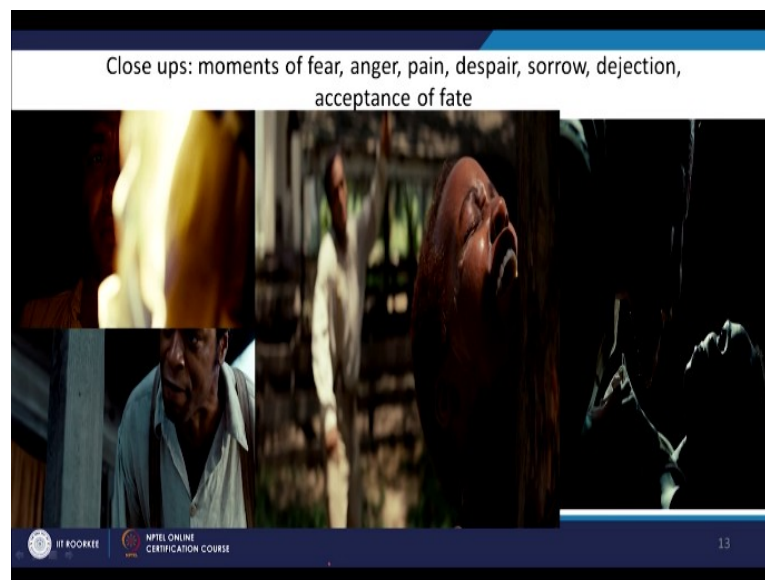 Close ups: moments of fear, anger, pain, despair, sorrow, dejection,
acceptance of fate
IIT ROORKEE
NPTEL ONLINE
CERTIFICATION COURSE
13